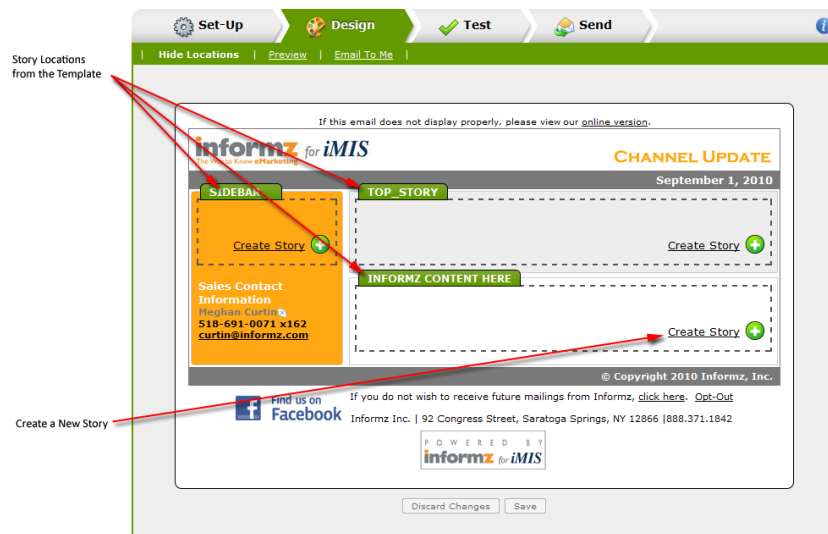 Set-Up
Design
Test
Send
Story Locations
from the Template
| Hide Locations | Preview | Email To Me |
If this email does not display properly, please view our online version.
informz for iMIS
CHANNEL UPDATE
September 1, 2010
SIDEBAR
TOP_STORY
Create Story
Create Story
INFORMZ CONTENT HERE
Sales Contact
Information
Meghan Curtin
518-691-0071 x162
curtin@informz.com
Create Story
© Copyright 2010 Informz, Inc.
Find us on
Facebook
If you do not wish to receive future mailings from Informz, click here. Opt-Out
Informz Inc. | 92 Congress Street, Saratoga Springs, NY 12866 |888.371.1842
Create a New Story
POWERED BY
informz for iMIS
Discard Changes
Save